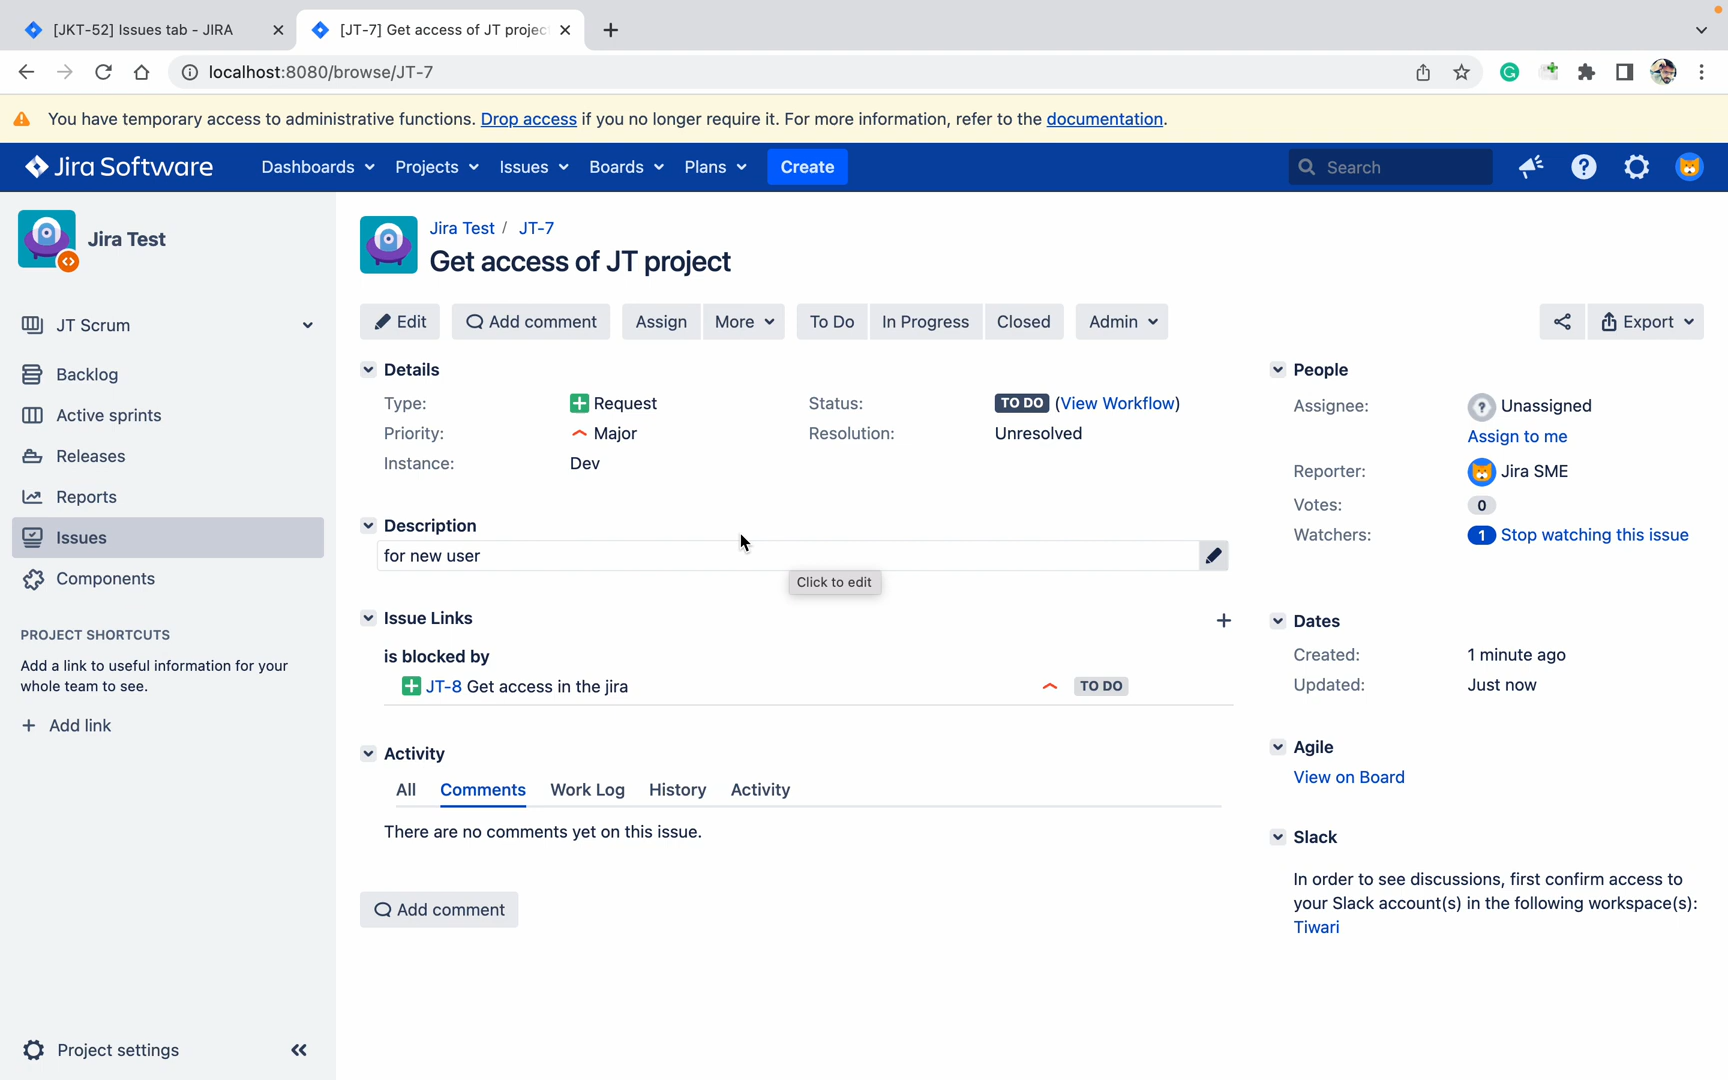 [JKT-52] Issues tab - JIRA
[JT-7] Get access of JT projec
localhost:8080/browse/JT-7
You have temporary access to administrative functions. Drop access if you no longer require it. For more information, refer to the documentation.
Jira Software Dashboards Projects Issues Boards Plans Create Search
Jira Test
JT Scrum
Backlog
Active sprints
Releases
Reports
Issues
Components
PROJECT SHORTCUTS
Add a link to useful information for your
whole team to see.
+ Add link
Project settings
Jira Test / JT-7
Get access of JT project
Edit Add comment Assign More To Do In Progress Closed Admin Export
Details
Type: Request Status: TO DO (View Workflow)
Priority: Major Resolution: Unresolved
Instance: Dev
Description
for new user
Click to edit
Issue Links
is blocked by
JT-8 Get access in the jira TO DO
Activity
All Comments Work Log History Activity
There are no comments yet on this issue.
Add comment
People
Assignee: Unassigned
Assign to me
Reporter: Jira SME
Votes: 0
Watchers: 1 Stop watching this issue
Dates
Created: 1 minute ago
Updated: Just now
Agile
View on Board
Slack
In order to see discussions, first confirm access to
your Slack account(s) in the following workspace(s):
Tiwari